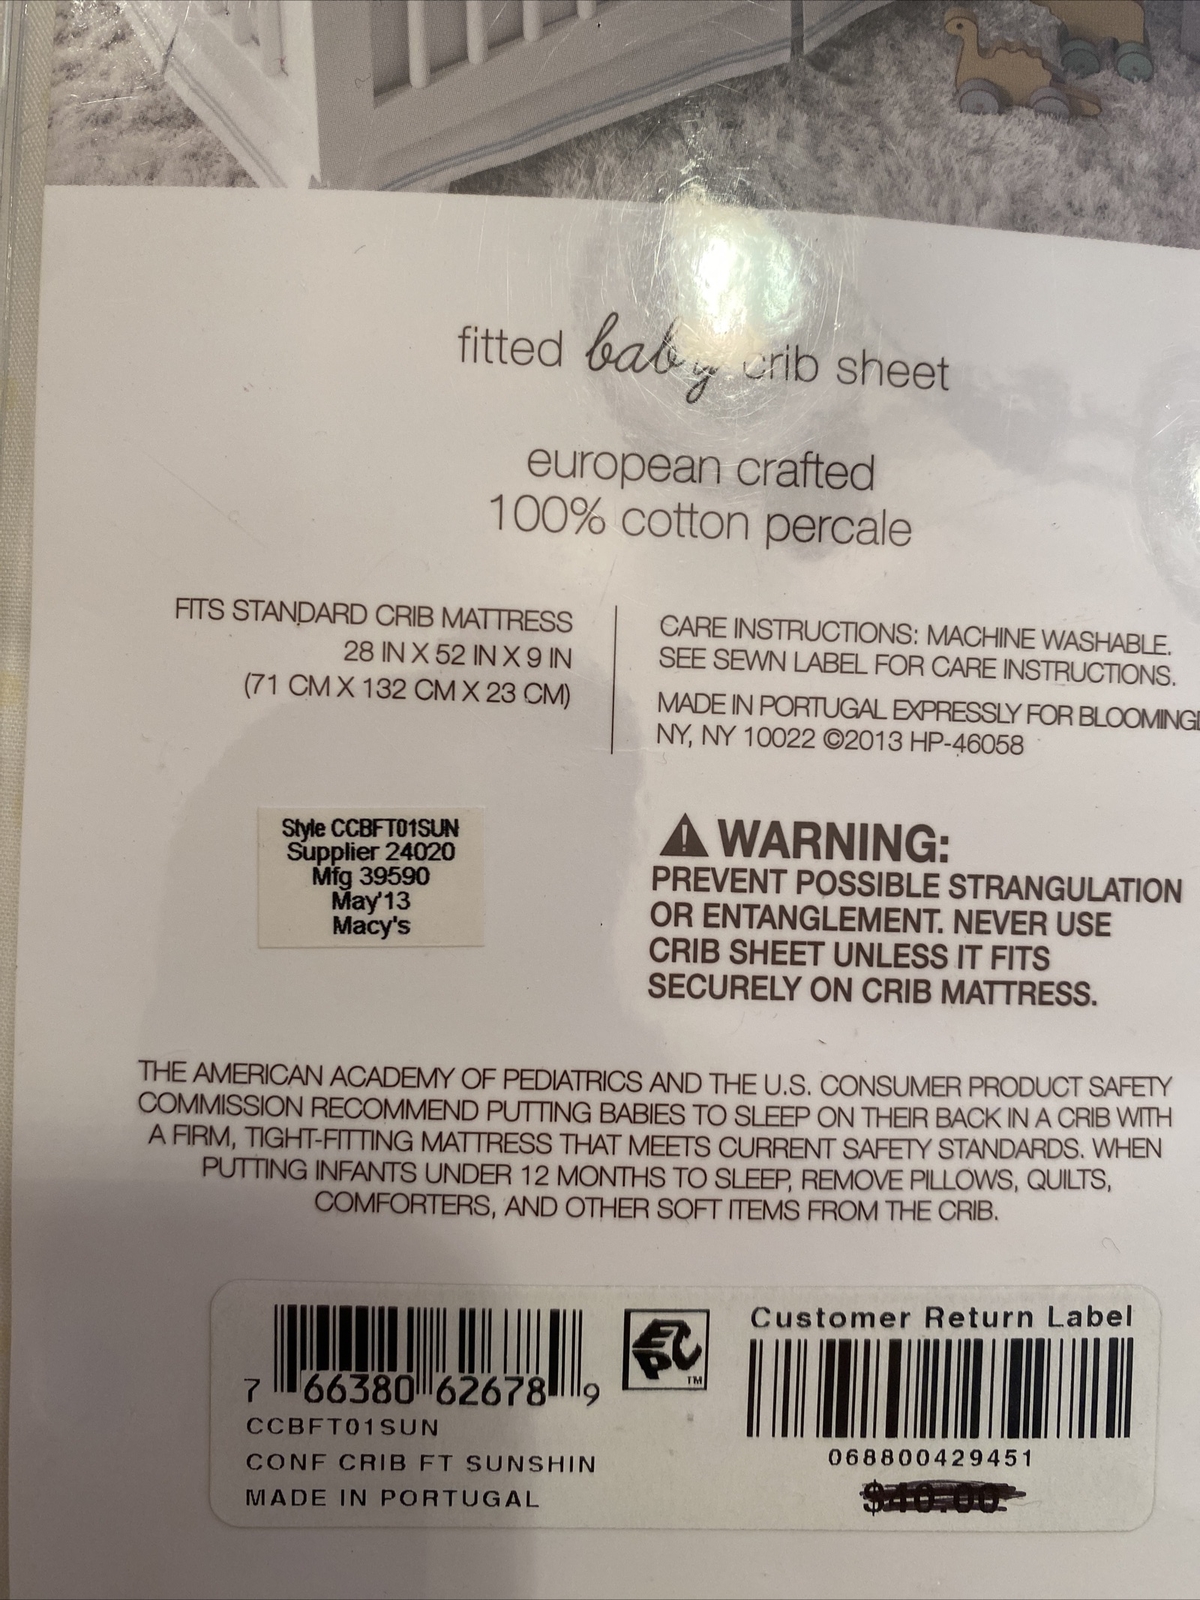 fitted baby crib sheet
european crafted
100% cotton percale
FITS STANDARD CRIB MATTRESS
28 IN X 52 IN X 9 IN
(71 CM X 132 CM X 23 CM)
CARE INSTRUCTIONS: MACHINE WASHABLE.
SEE SEWN LABEL FOR CARE INSTRUCTIONS.
MADE IN PORTUGAL EXPRESSLY FOR
NY, NY 10022 ©2013 HP-46058
Style CCBFT01SUN
Supplier 24020
Mfg 39590
May'13
Macy's
WARNING:
PREVENT POSSIBLE STRANGULATION
OR ENTANGLEMENT. NEVER USE
CRIB SHEET UNLESS IT FITS
SECURELY ON CRIB MATTRESS.
THE AMERICAN ACADEMY OF PEDIATRICS AND THE U.S. CONSUMER PRODUCT SAFETY
COMMISSION RECOMMEND PUTTING BABIES TO SLEEP ON THEIR BACK IN A CRIB WITH
A FIRM, TIGHT-FITTING MATTRESS THAT MEETS CURRENT SAFETY STANDARDS. WHEN
PUTTING INFANTS UNDER 12 MONTHS TO SLEEP, REMOVE PILLOWS, QUILTS,
COMFORTERS, AND OTHER SOFT ITEMS FROM THE CRIB.
7 66380 62678 9
CCBFT01SUN
CONF CRIB FT SUNSHIN
MADE IN PORTUGAL
EPC TM
Customer Return Label
068800429451
$40.00